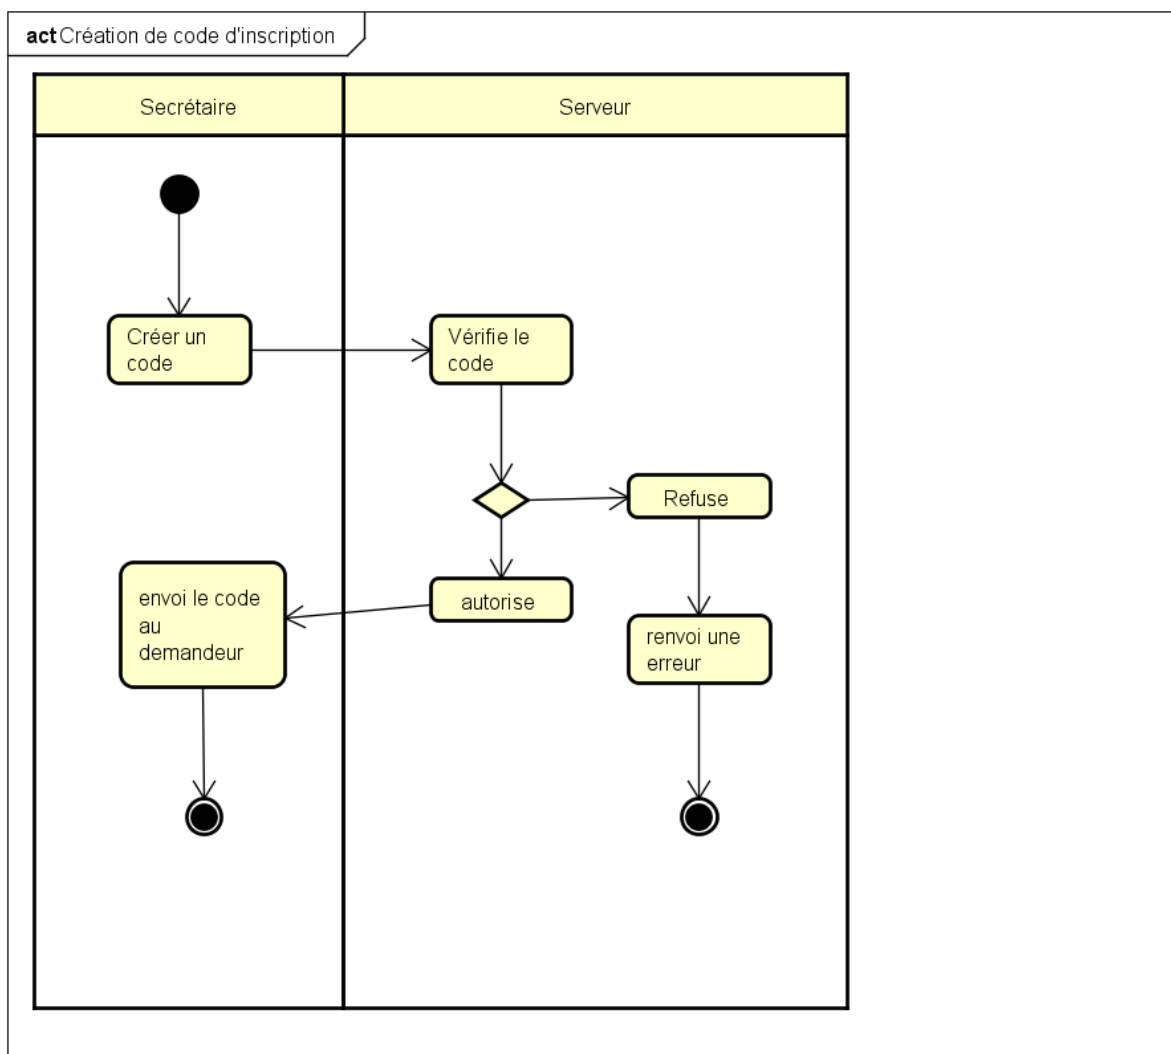 act Création de code d'inscription
Secrétaire
Serveur
Créer un
code
Vérifie le
code
Refuse
autorise
envoi le code
au
demandeur
renvoi une
erreur